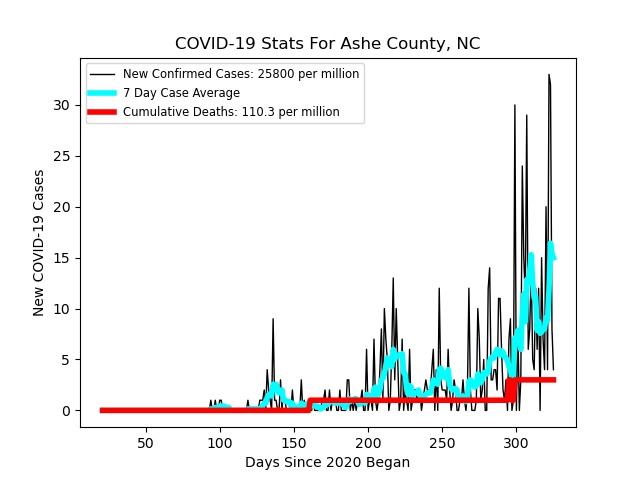 COVID-19 Stats For Ashe County, NC
New Confirmed Cases: 25800 per million
7 Day Case Average
Cumulative Deaths: 110.3 per million
New COVID-19 Cases
30
25
20
15
10
5
0
50 100 150 200 250 300
Days Since 2020 Began